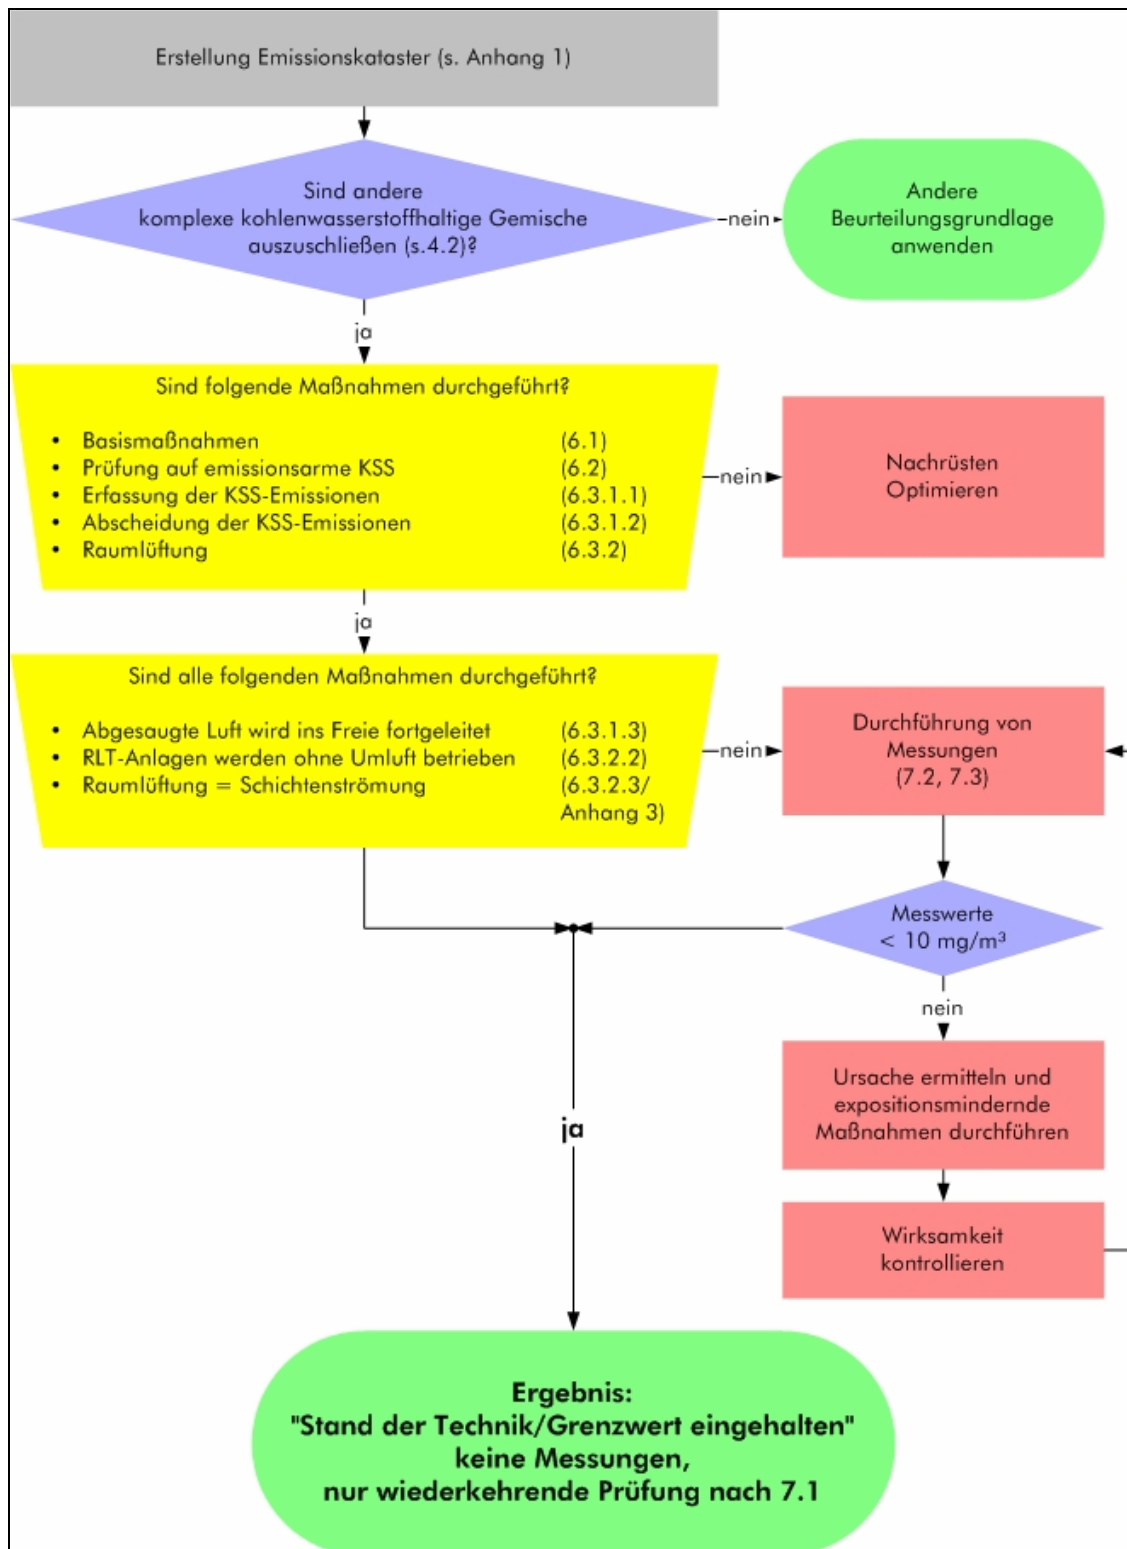 Erstellung Emissionskataster (s. Anhang 1)
Sind andere
komplexe kohlenwasserstoffhaltige Gemische
auszuschließen (s.4.2)?
nein
Andere
Beurteilungsgrundlage
anwenden
ja
Sind folgende Maßnahmen durchgeführt?
• Basismaßnahmen (6.1)
• Prüfung auf emissionsarme KSS (6.2)
• Erfassung der KSS-Emissionen (6.3.1.1)
• Abscheidung der KSS-Emissionen (6.3.1.2)
• Raumlüftung (6.3.2)
nein
Nachrüsten
Optimieren
ja
Sind alle folgenden Maßnahmen durchgeführt?
• Abgesaugte Luft wird ins Freie fortgeleitet (6.3.1.3)
• RLT-Anlagen werden ohne Umluft betrieben (6.3.2.2)
• Raumlüftung = Schichtenströmung (6.3.2.3/
Anhang 3)
nein
Durchführung von
Messungen
(7.2, 7.3)
Messwerte
< 10 mg/m³
nein
Ursache ermitteln und
expositionsmindernde
Maßnahmen durchführen
ja
Wirksamkeit
kontrollieren
Ergebnis:
"Stand der Technik/Grenzwert eingehalten"
keine Messungen,
nur wiederkehrende Prüfung nach 7.1